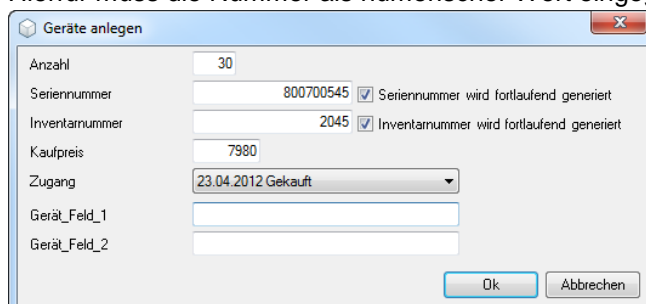 Geräte anlegen
Anzahl 30
Seriennummer 800700545 Seriennummer wird fortlaufend generiert
Inventarnummer 2045 Inventarnummer wird fortlaufend generiert
Kaufpreis 7980
Zugang 23.04.2012 Gekauft
Gerät_Feld_1
Gerät_Feld_2
Ok Abbrechen